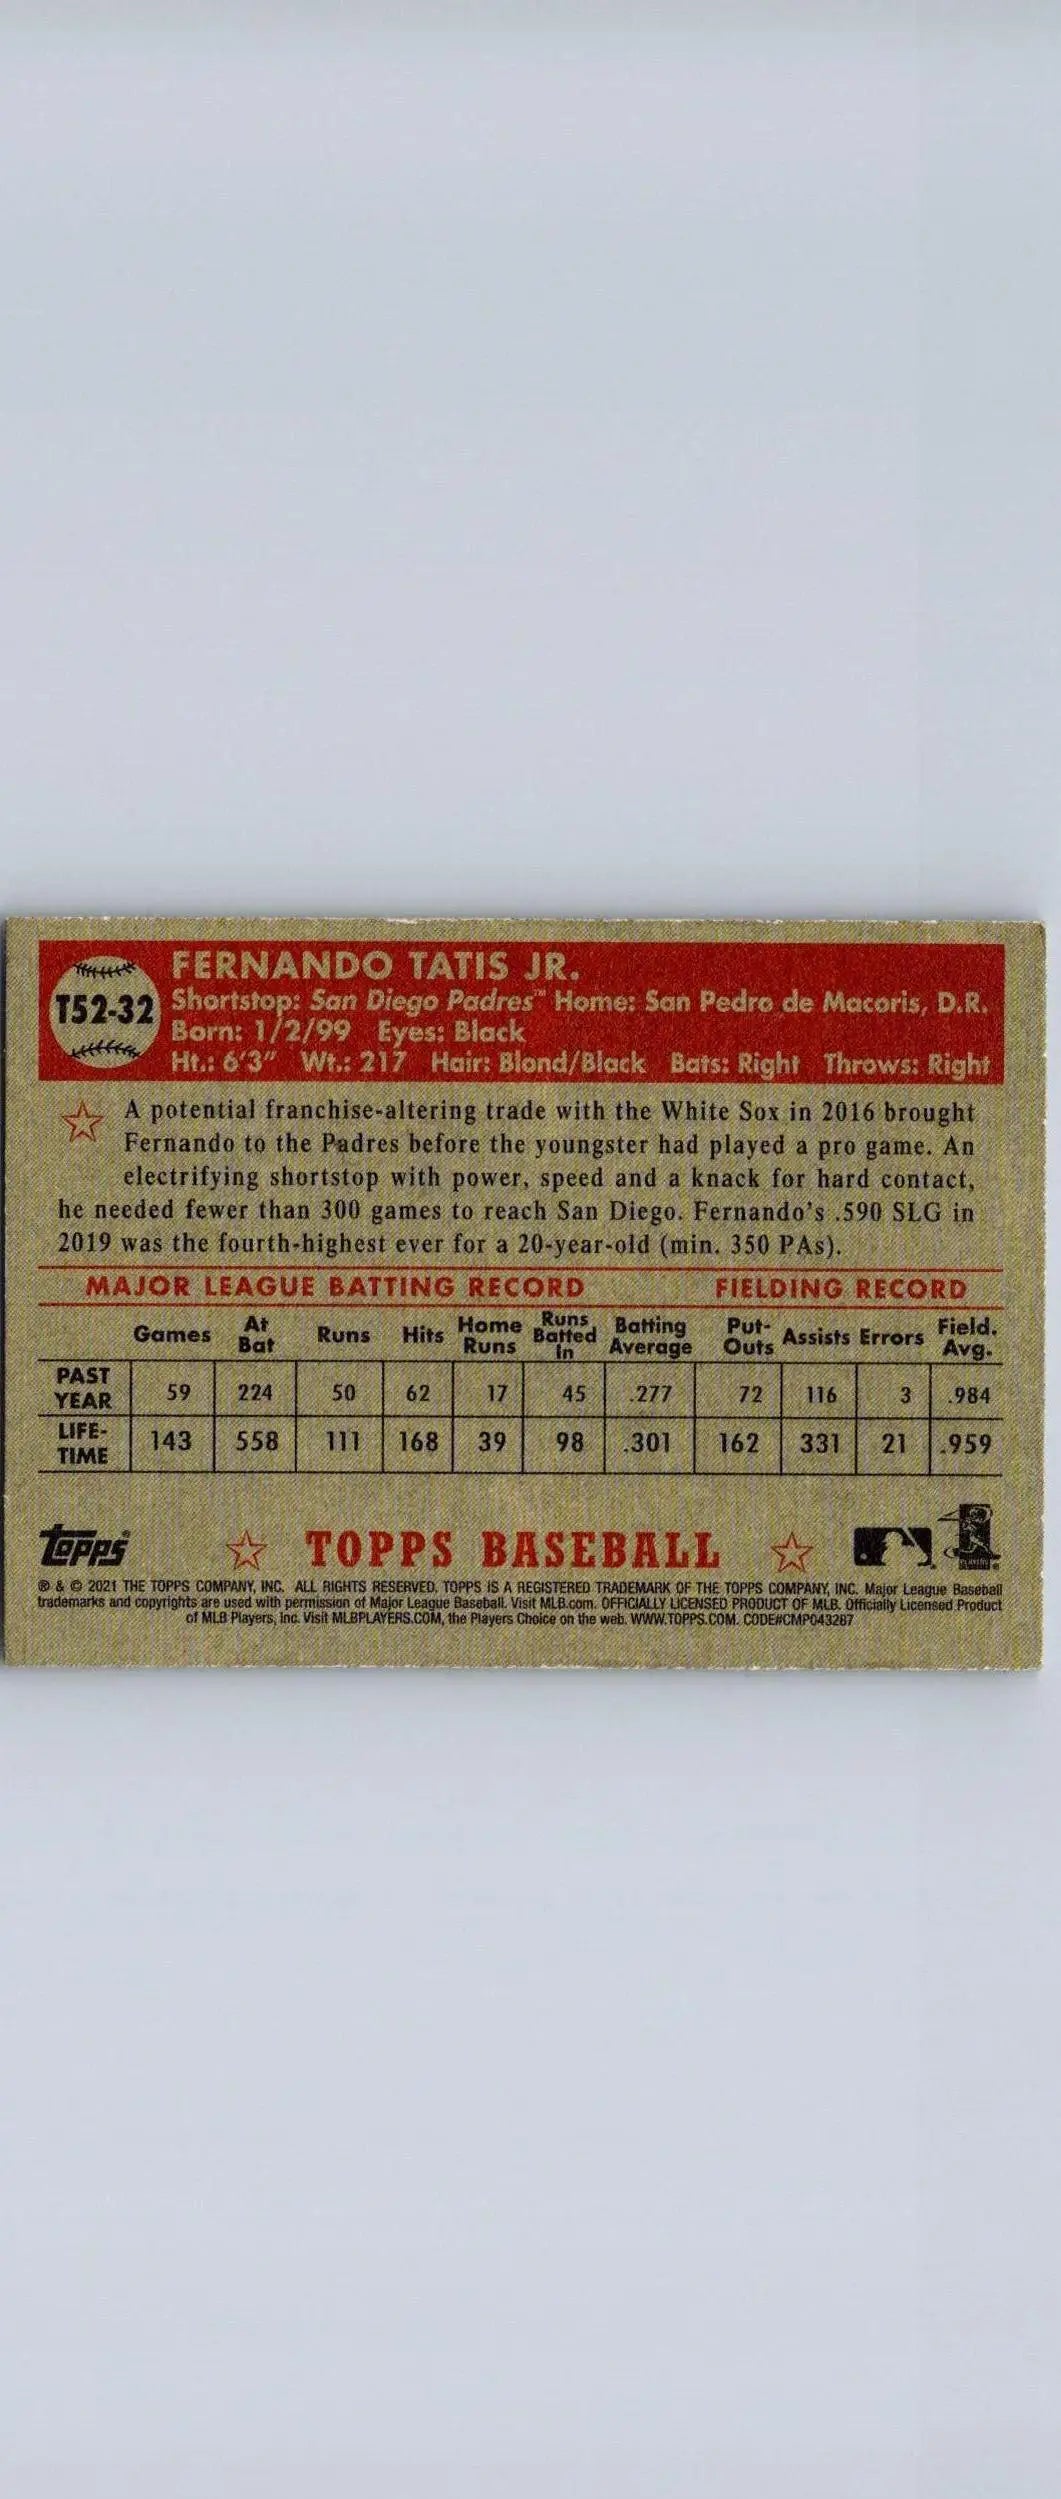 T52-32
FERNANDO TATIS JR.
Shortstop: San Diego Padres™ Home: San Pedro de Macoris, D.R.
Born: 1/2/99 Eyes: Black
Ht.: 6'3" Wt.: 217 Hair: Blond/Black Bats: Right Throws: Right
A potential franchise-altering trade with the White Sox in 2016 brought
Fernando to the Padres before the youngster had played a pro game. An
electrifying shortstop with power, speed and a knack for hard contact,
he needed fewer than 300 games to reach San Diego. Fernando's .590 SLG in
2019 was the fourth-highest ever for a 20-year-old (min. 350 PAs).
MAJOR LEAGUE BATTING RECORD FIELDING RECORD
Games At Bat Runs Hits Home Runs Runs Batted In Batting Average Put-Outs Assists Errors Field. Avg.
PAST YEAR 59 224 50 62 17 45 .277 72 116 3 .984
LIFE-TIME 143 558 111 168 39 98 .301 162 331 21 .959
topps TOPPS BASEBALL
® & © 2021 THE TOPPS COMPANY, INC. ALL RIGHTS RESERVED. TOPPS IS A REGISTERED TRADEMARK OF THE TOPPS COMPANY, INC. Major League Baseball
trademarks and copyrights are used with permission of Major League Baseball. Visit MLB.com. OFFICIALLY LICENSED PRODUCT OF MLB. Officially Licensed Product
of MLB Players, Inc. Visit MLBPLAYERS.COM, the Players Choice on the web. WWW.TOPPS.COM. CODE#CMP043287